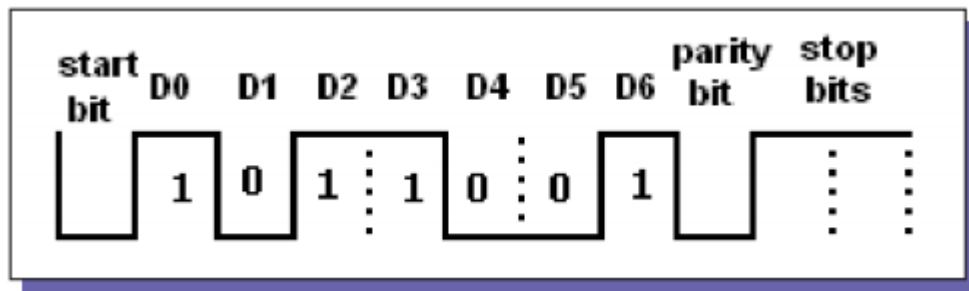 start bit D0 D1 D2 D3 D4 D5 D6 parity bit stop bits
1 0 1 1 0 0 1